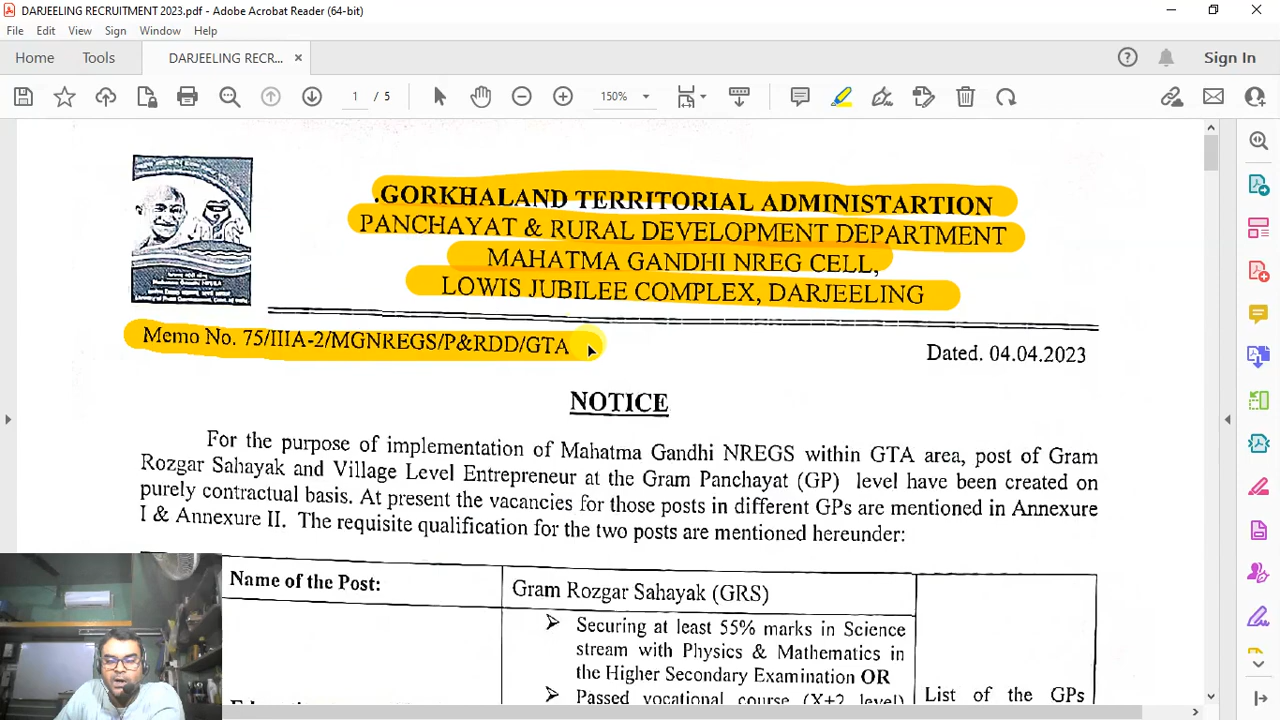 DARJEELING RECRUITMENT 2023.pdf - Adobe Acrobat Reader (64-bit)
File Edit View Sign Window Help
Home Tools DARJEELING RECR... × Sign In
1 / 5 150%
.GORKHALAND TERRITORIAL ADMINISTARTION
PANCHAYAT & RURAL DEVELOPMENT DEPARTMENT
MAHATMA GANDHI NREG CELL,
LOWIS JUBILEE COMPLEX, DARJEELING
Memo No. 75/IIIA-2/MGNREGS/P&RDD/GTA
Dated. 04.04.2023
NOTICE
For the purpose of implementation of Mahatma Gandhi NREGS within GTA area, post of Gram
Rozgar Sahayak and Village Level Entrepreneur at the Gram Panchayat (GP) level have been created on
purely contractual basis. At present the vacancies for those posts in different GPs are mentioned in Annexure
I & Annexure II. The requisite qualification for the two posts are mentioned hereunder:
Name of the Post:
Gram Rozgar Sahayak (GRS)
➢ Securing at least 55% marks in Science
stream with Physics & Mathematics in
the Higher Secondary Examination OR
➢ Passed vocational course (X+2 level)
List of the GPs